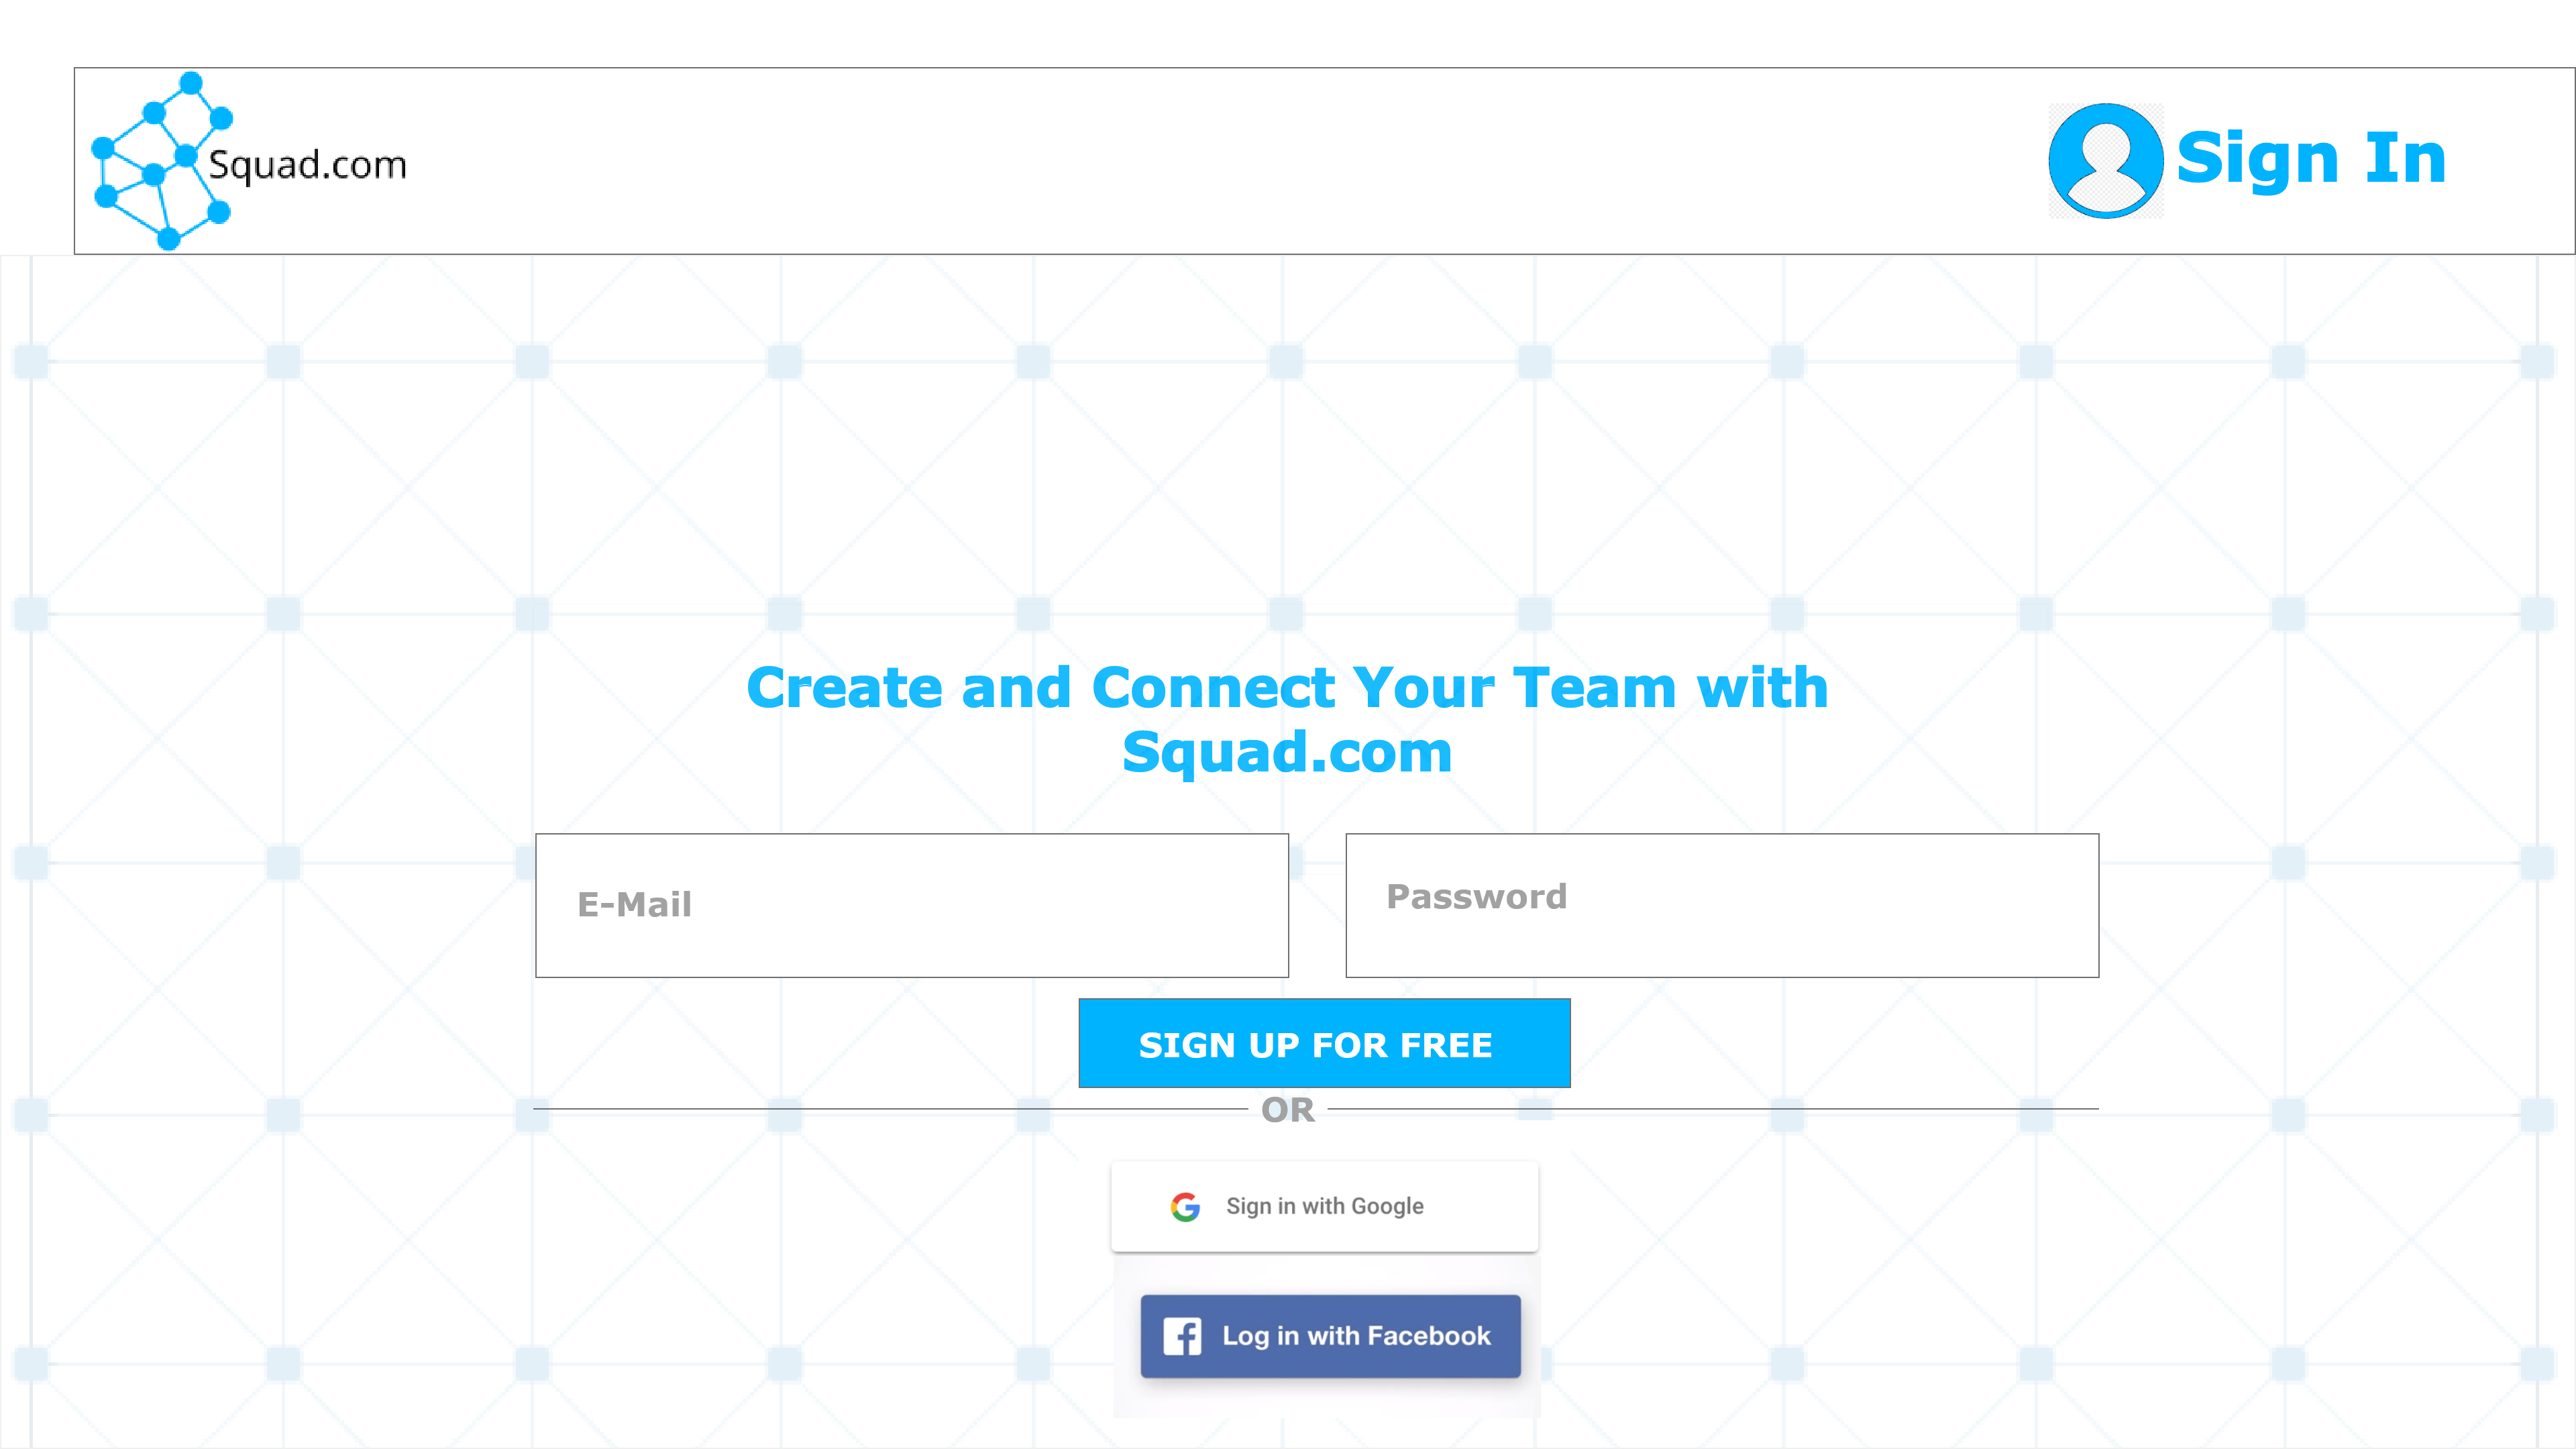 Squad.com
Sign In
Create and Connect Your Team with
Squad.com
E-Mail
Password
SIGN UP FOR FREE
OR
Sign in with Google
Log in with Facebook